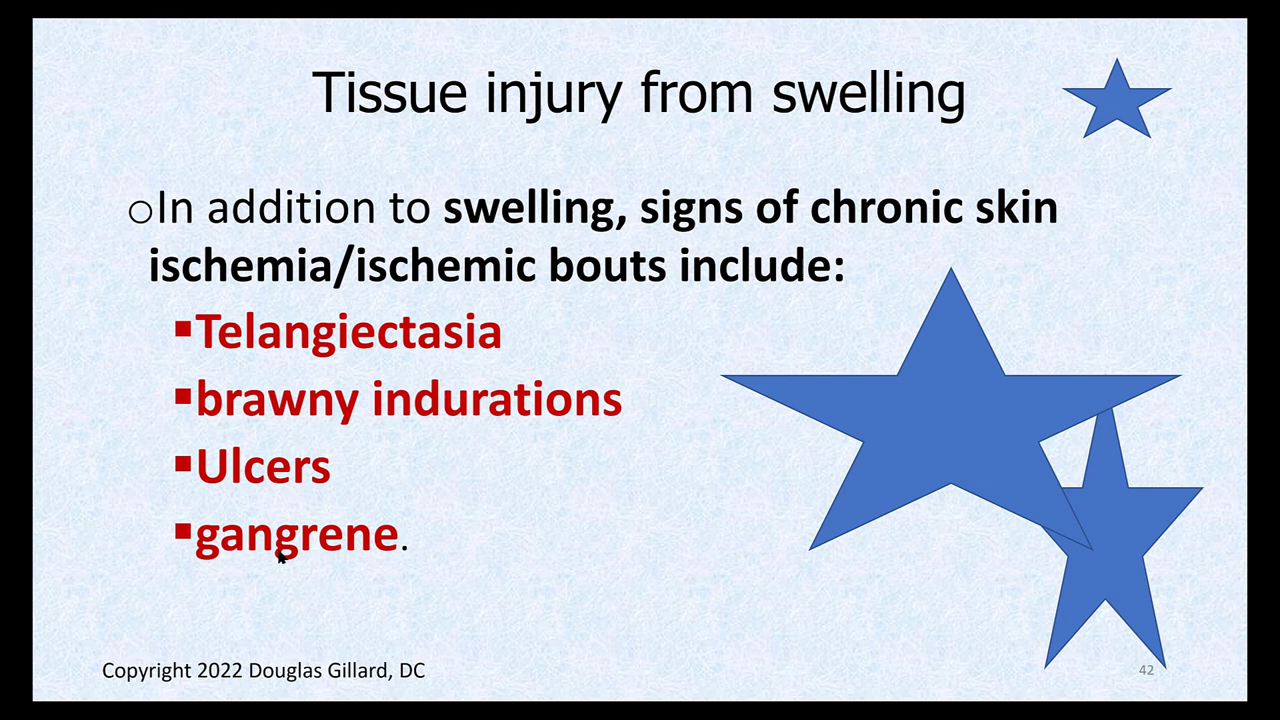 Tissue injury from swelling
○In addition to swelling, signs of chronic skin
ischemia/ischemic bouts include:
▪Telangiectasia
▪brawny indurations
▪Ulcers
▪gangrene.
Copyright 2022 Douglas Gillard, DC
42